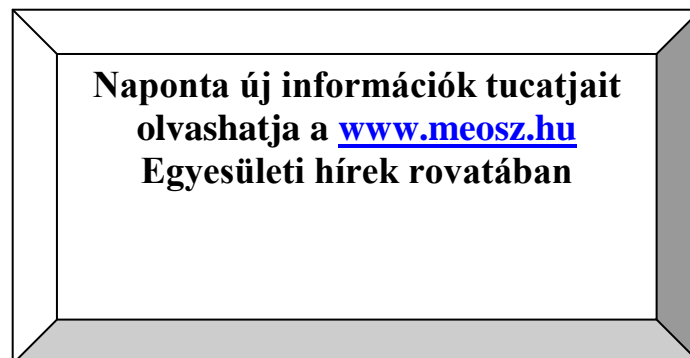 Naponta új információk tucatjait
olvashatja a www.meosz.hu
Egyesületi hírek rovatában